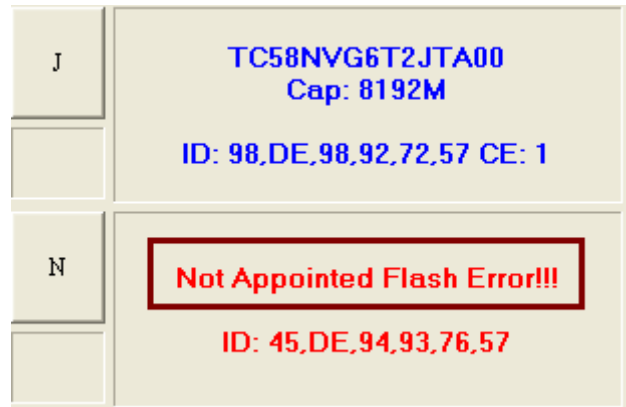 J
TC58NVG6T2JTA00
Cap: 8192M
ID: 98,DE,98,92,72,57 CE: 1
N
Not Appointed Flash Error!!!
ID: 45,DE,94,93,76,57